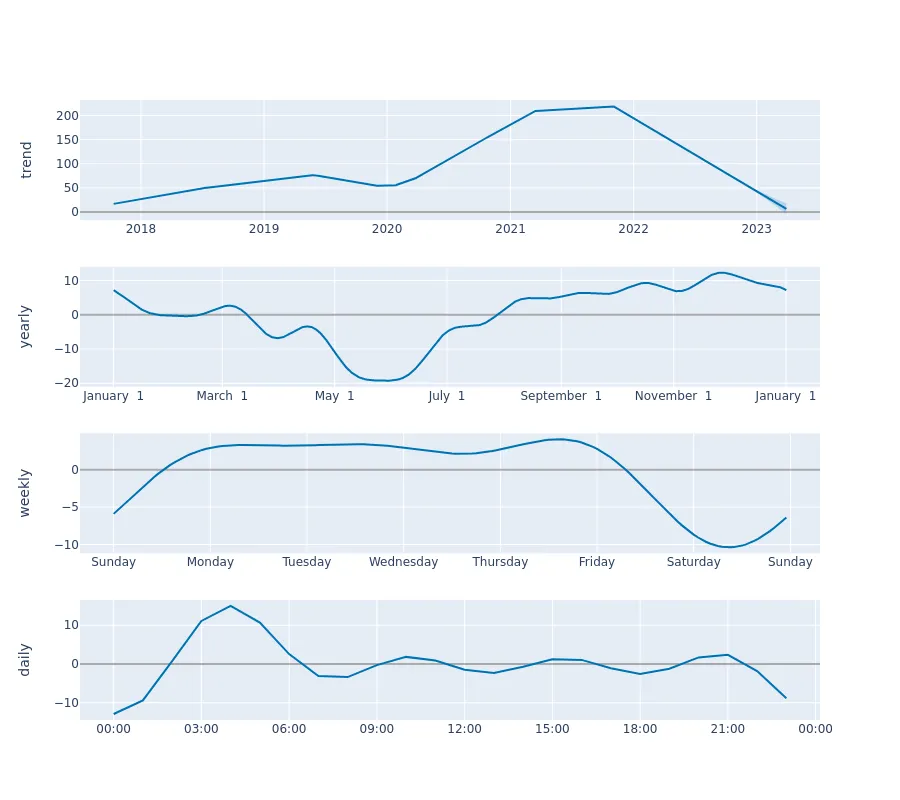 trend
200
150
100
50
0
2018 2019 2020 2021 2022 2023
yearly
10
0
−10
−20
January 1 March 1 May 1 July 1 September 1 November 1 January 1
weekly
0
−5
−10
Sunday Monday Tuesday Wednesday Thursday Friday Saturday Sunday
daily
10
0
−10
00:00 03:00 06:00 09:00 12:00 15:00 18:00 21:00 00:00